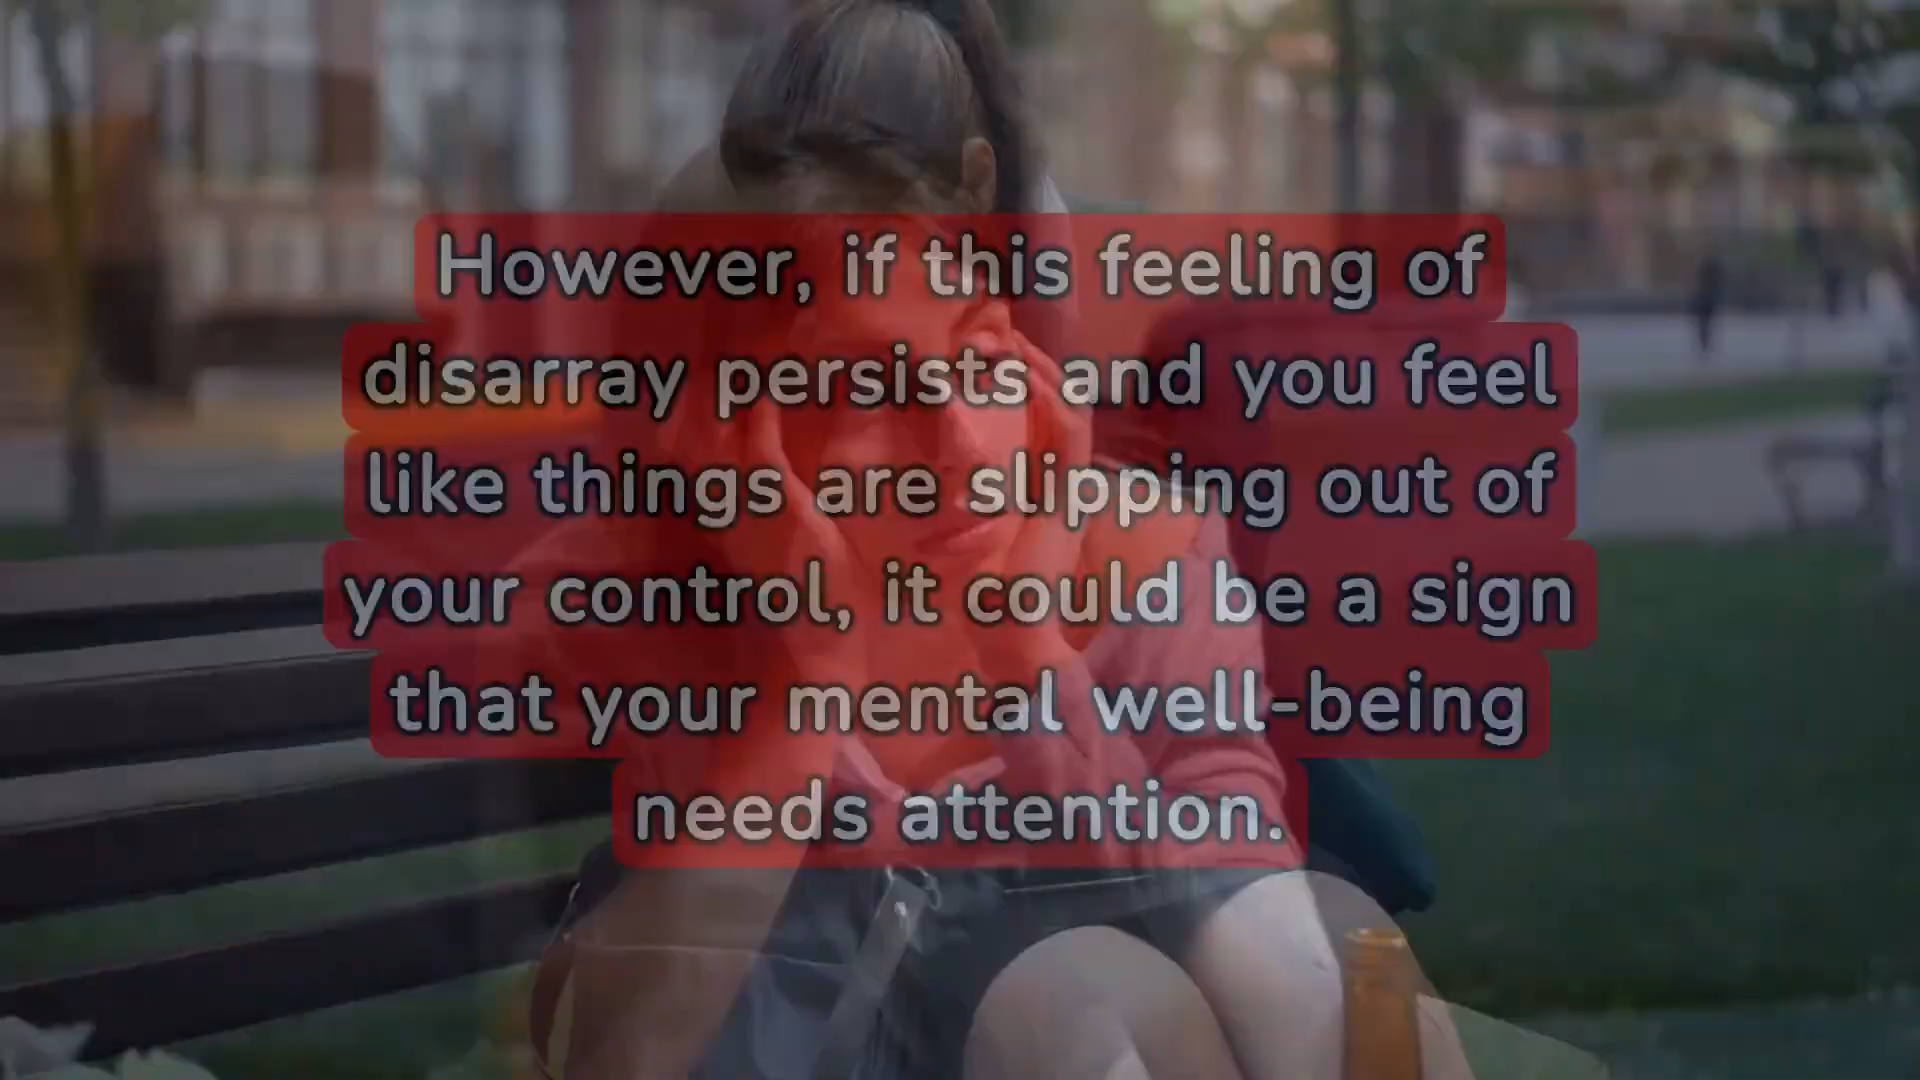 However, if this feeling of
disarray persists and you feel
like things are slipping out of
your control, it could be a sign
that your mental well-being
needs attention.